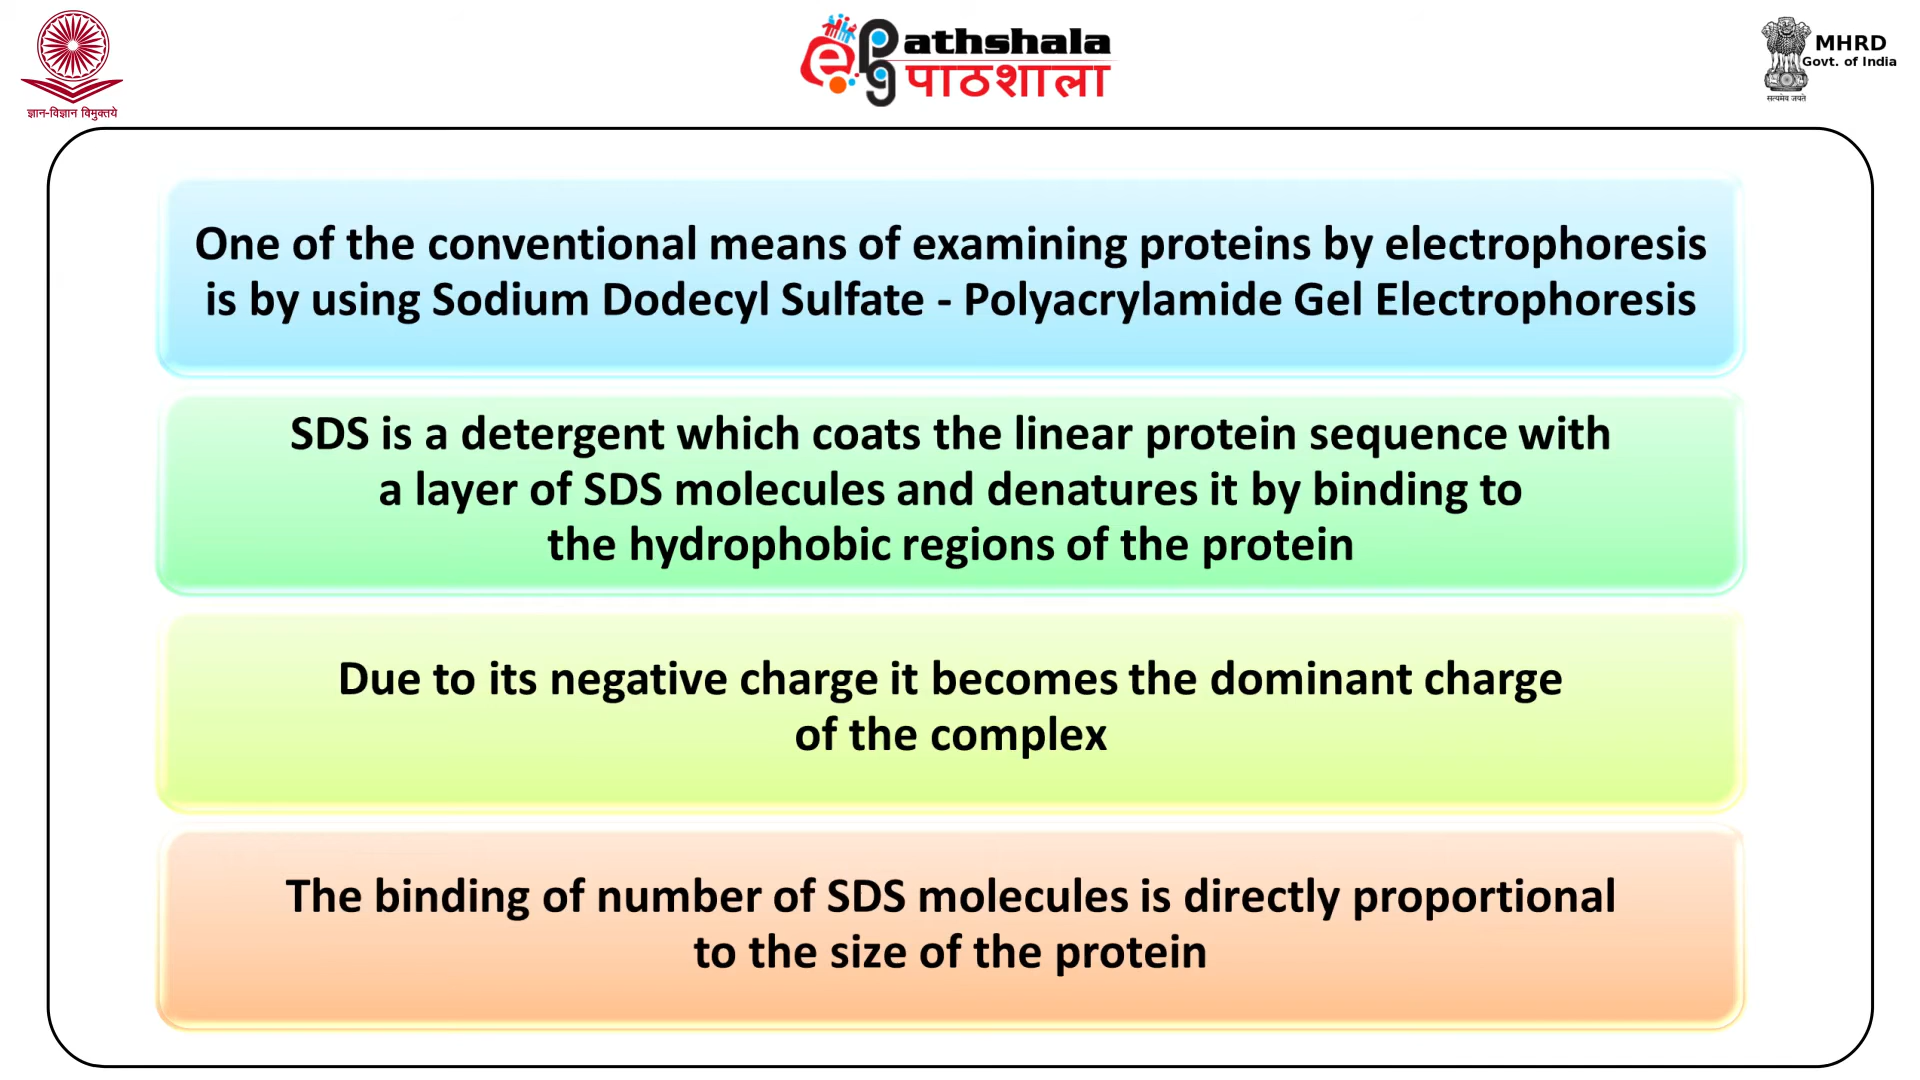 ज्ञान-विज्ञान विमुक्तये
e
pg
athshala
पाठशाला
सत्यमेव जयते
MHRD
Govt. of India
One of the conventional means of examining proteins by electrophoresis
is by using Sodium Dodecyl Sulfate - Polyacrylamide Gel Electrophoresis
SDS is a detergent which coats the linear protein sequence with
a layer of SDS molecules and denatures it by binding to
the hydrophobic regions of the protein
Due to its negative charge it becomes the dominant charge
of the complex
The binding of number of SDS molecules is directly proportional
to the size of the protein